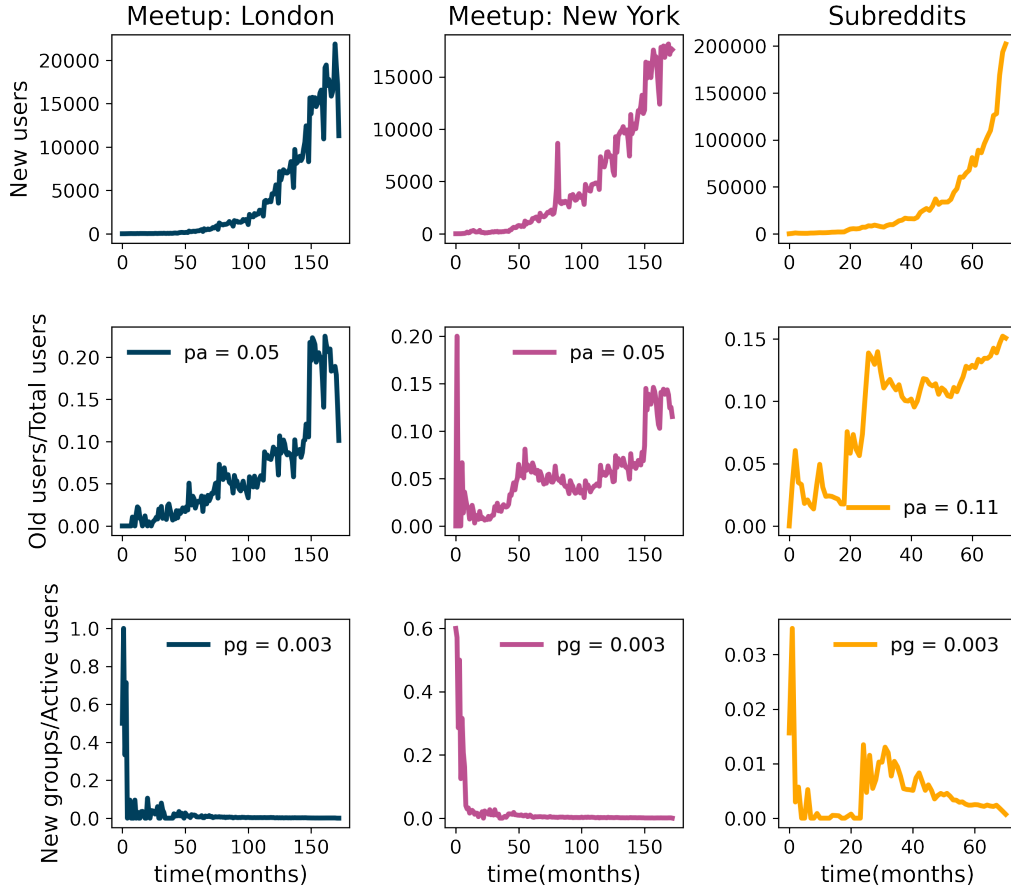 Meetup: London
Meetup: New York
Subreddits
New users
20000
15000
10000
5000
0
0 50 100 150
15000
10000
5000
0
0 50 100 150
200000
150000
100000
50000
0
0 20 40 60
Old users/Total users
0.20
0.15
0.10
0.05
0.00
pa = 0.05
0 50 100 150
0.20
0.15
0.10
0.05
0.00
pa = 0.05
0 50 100 150
0.15
0.10
0.05
0.00
pa = 0.11
0 20 40 60
New groups/Active users
1.0
0.8
0.6
0.4
0.2
0.0
pg = 0.003
0 50 100 150
time(months)
0.6
0.4
0.2
0.0
pg = 0.003
0 50 100 150
time(months)
0.03
0.02
0.01
0.00
pg = 0.003
0 20 40 60
time(months)